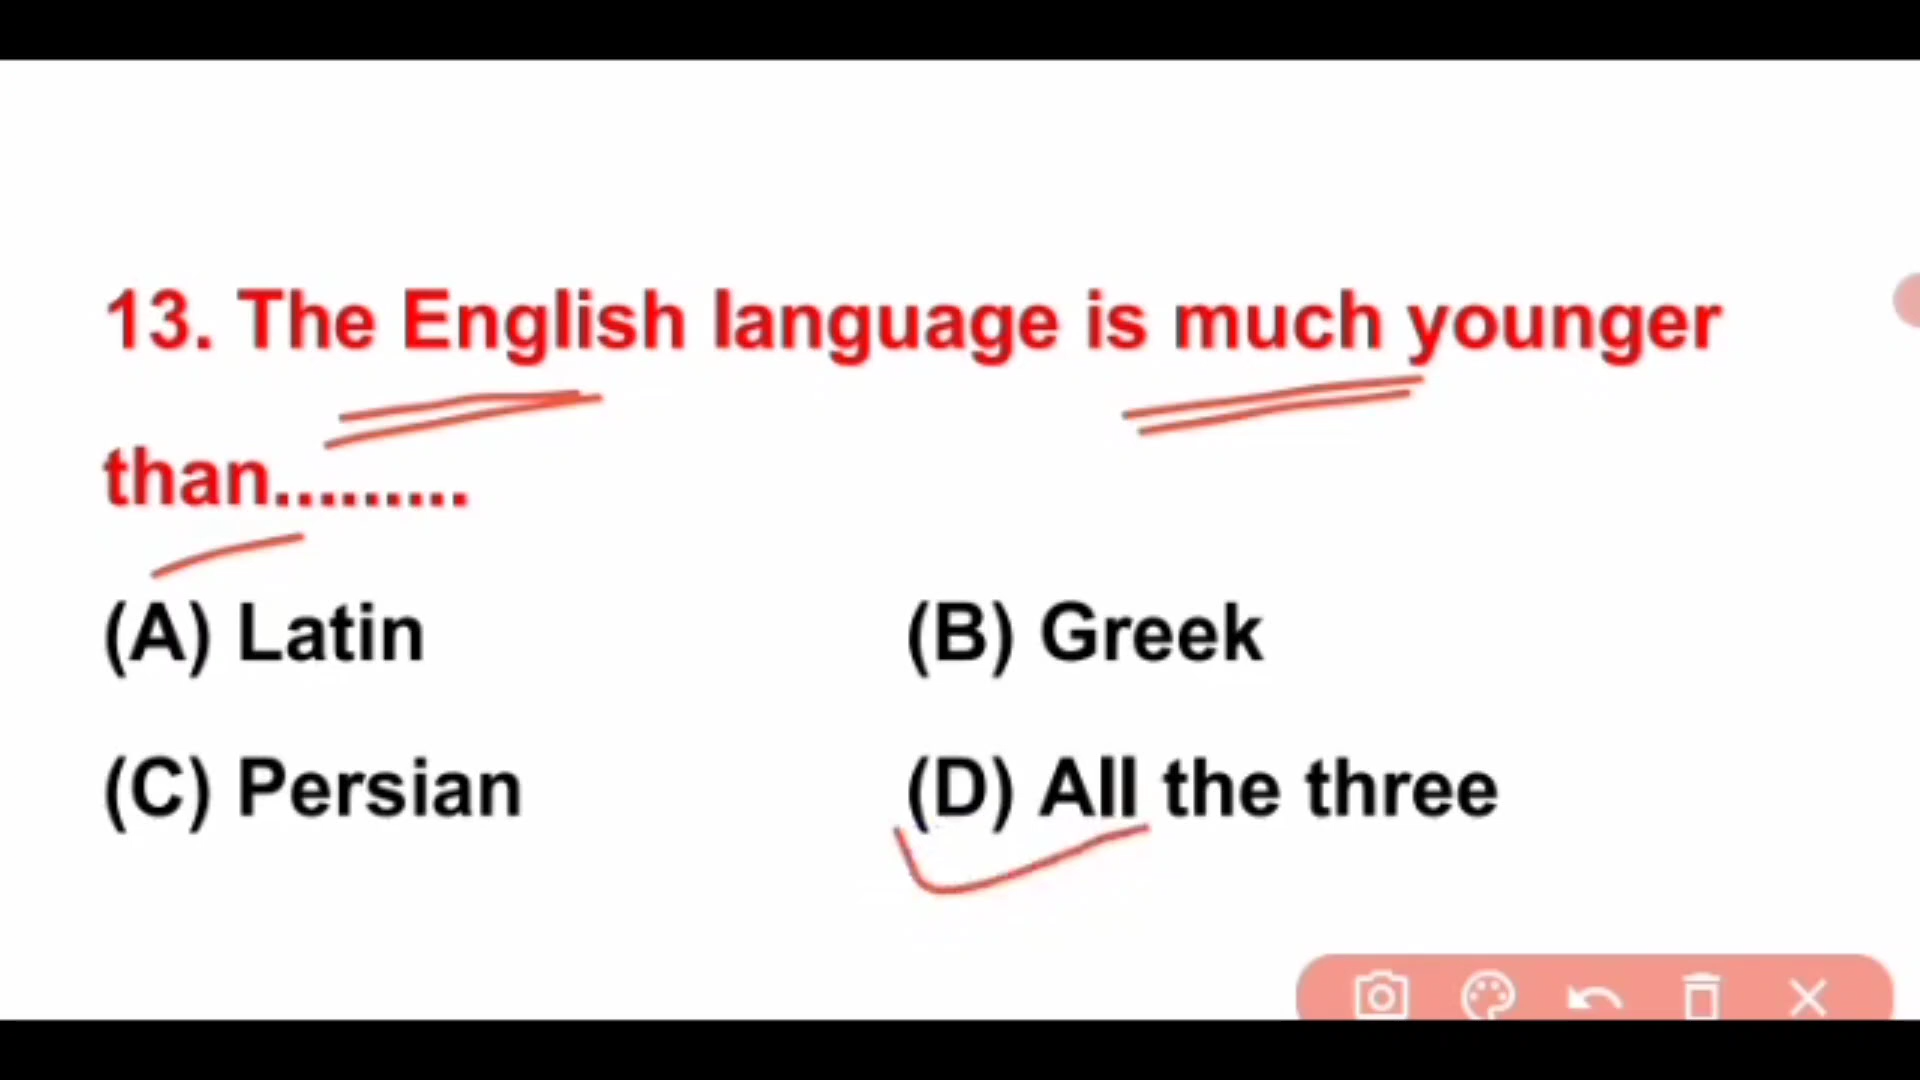 13. The English language is much younger
than.........
(A) Latin (B) Greek
(C) Persian (D) All the three